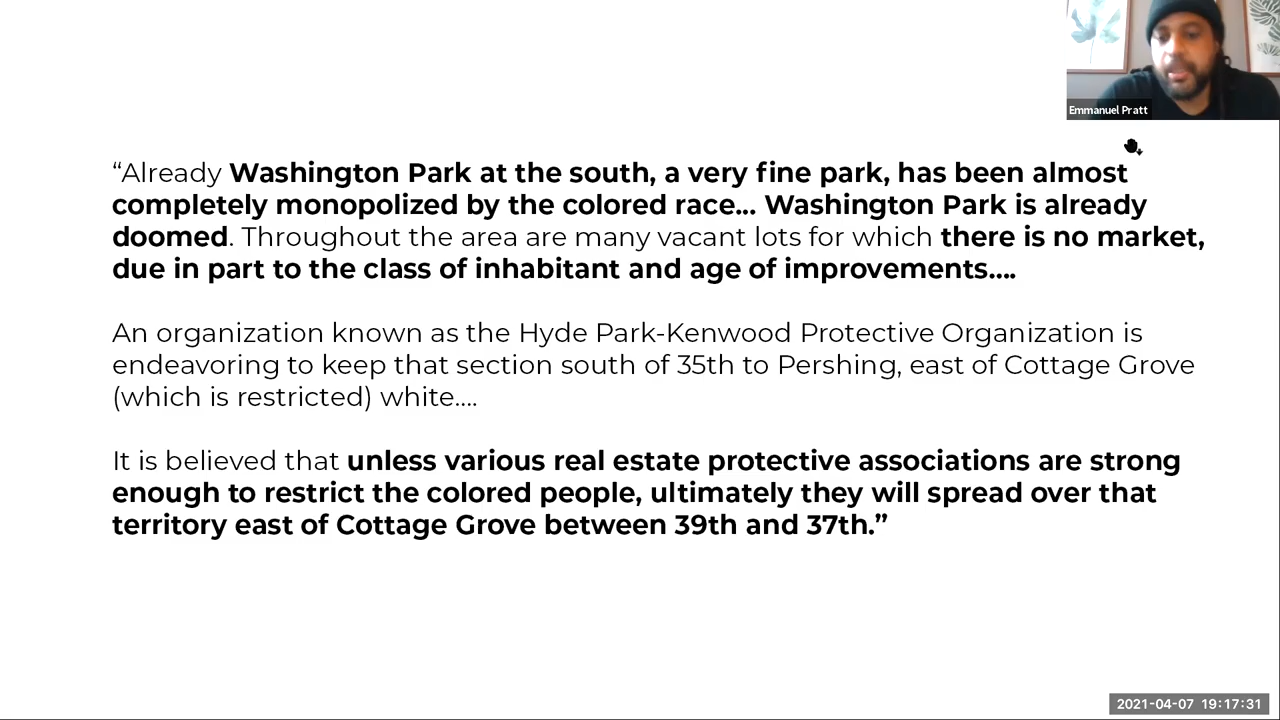 Emmanuel Pratt
“Already Washington Park at the south, a very fine park, has been almost
completely monopolized by the colored race... Washington Park is already
doomed. Throughout the area are many vacant lots for which there is no market,
due in part to the class of inhabitant and age of improvements....
An organization known as the Hyde Park-Kenwood Protective Organization is
endeavoring to keep that section south of 35th to Pershing, east of Cottage Grove
(which is restricted) white....
It is believed that unless various real estate protective associations are strong
enough to restrict the colored people, ultimately they will spread over that
territory east of Cottage Grove between 39th and 37th.”
2021-04-07 19:17:31